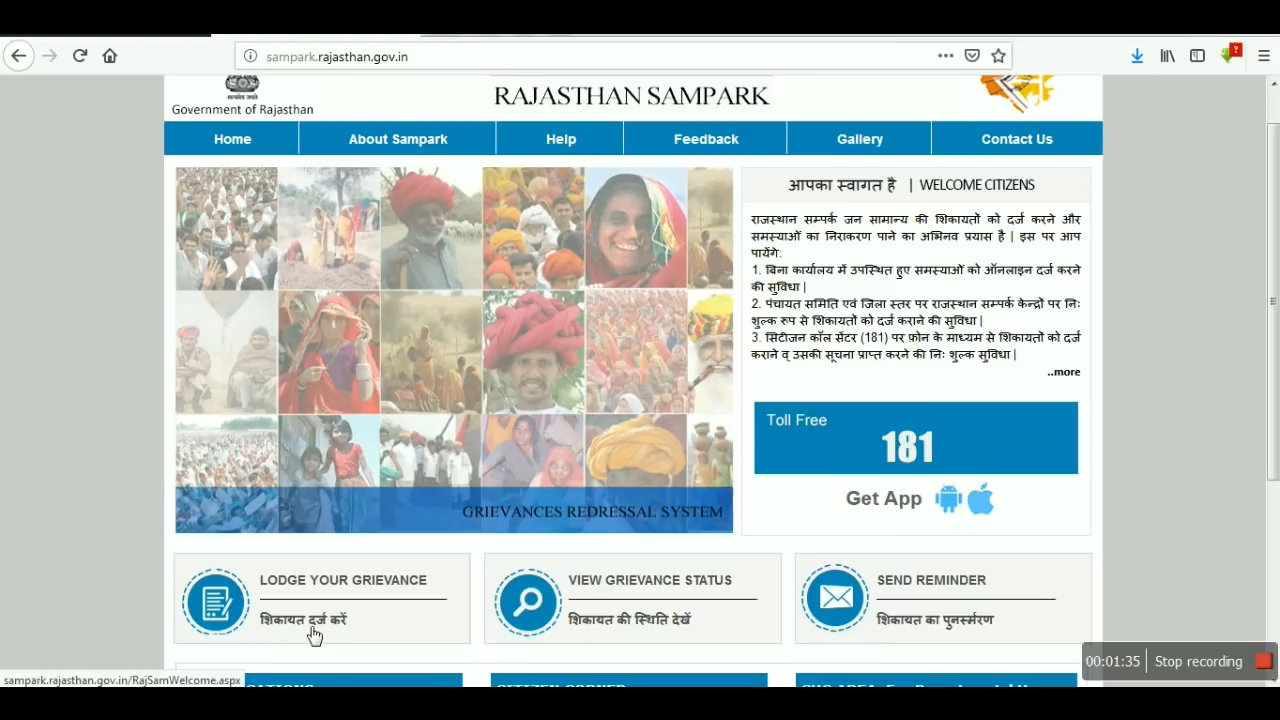 sampark.rajasthan.gov.in
Government of Rajasthan
RAJASTHAN SAMPARK
Home About Sampark Help Feedback Gallery Contact Us
आपका स्वागत है | WELCOME CITIZENS
राजस्थान सम्पर्क जन सामान्य की शिकायतों को दर्ज करने और
समस्याओं का निराकरण पाने का अभिनव प्रयास है | इस पर आप
पायेंगे:
1. बिना कार्यालय में उपस्थित हुए समस्याओं को ऑनलाइन दर्ज करने
की सुविधा |
2. पंचायत समिति एवं जिला स्तर पर राजस्थान सम्पर्क केन्द्रों पर निः
शुल्क रूप से शिकायतों को दर्ज कराने की सुविधा |
3. सिटीजन कॉल सेंटर (181) पर फ़ोन के माध्यम से शिकायतों को दर्ज
कराने व् उसकी सूचना प्राप्त करने की निः शुल्क सुविधा |
..more
Toll Free
181
Get App
GRIEVANCES REDRESSAL SYSTEM
LODGE YOUR GRIEVANCE
शिकायत दर्ज करें
VIEW GRIEVANCE STATUS
शिकायत की स्थिति देखें
SEND REMINDER
शिकायत का पुनर्स्मरण
00:01:35 Stop recording
sampark.rajasthan.gov.in/RajSamWelcome.aspx
CITIZEN CORNER